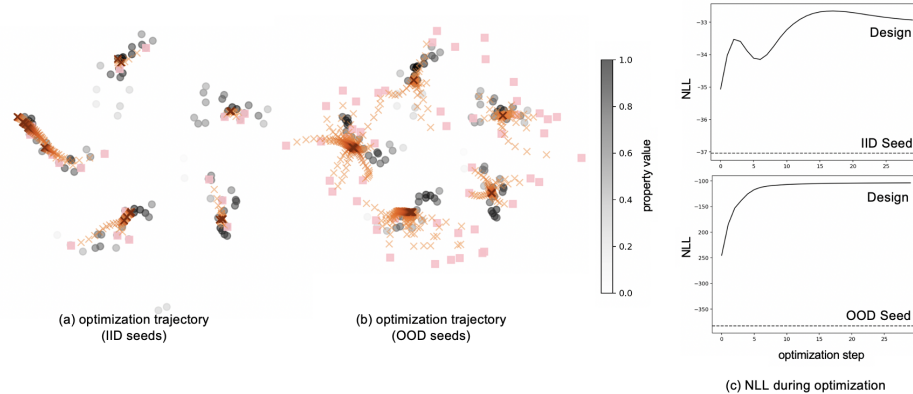 1.0
0.8
0.6
0.4
0.2
0.0
property value
(a) optimization trajectory
(IID seeds)
(b) optimization trajectory
(OOD seeds)
NLL
−33
−34
−35
−36
−37
0
5
10
15
20
25
Design
IID Seed
NLL
−100
−150
−200
−250
−300
−350
0
5
10
15
20
25
Design
OOD Seed
optimization step
(c) NLL during optimization